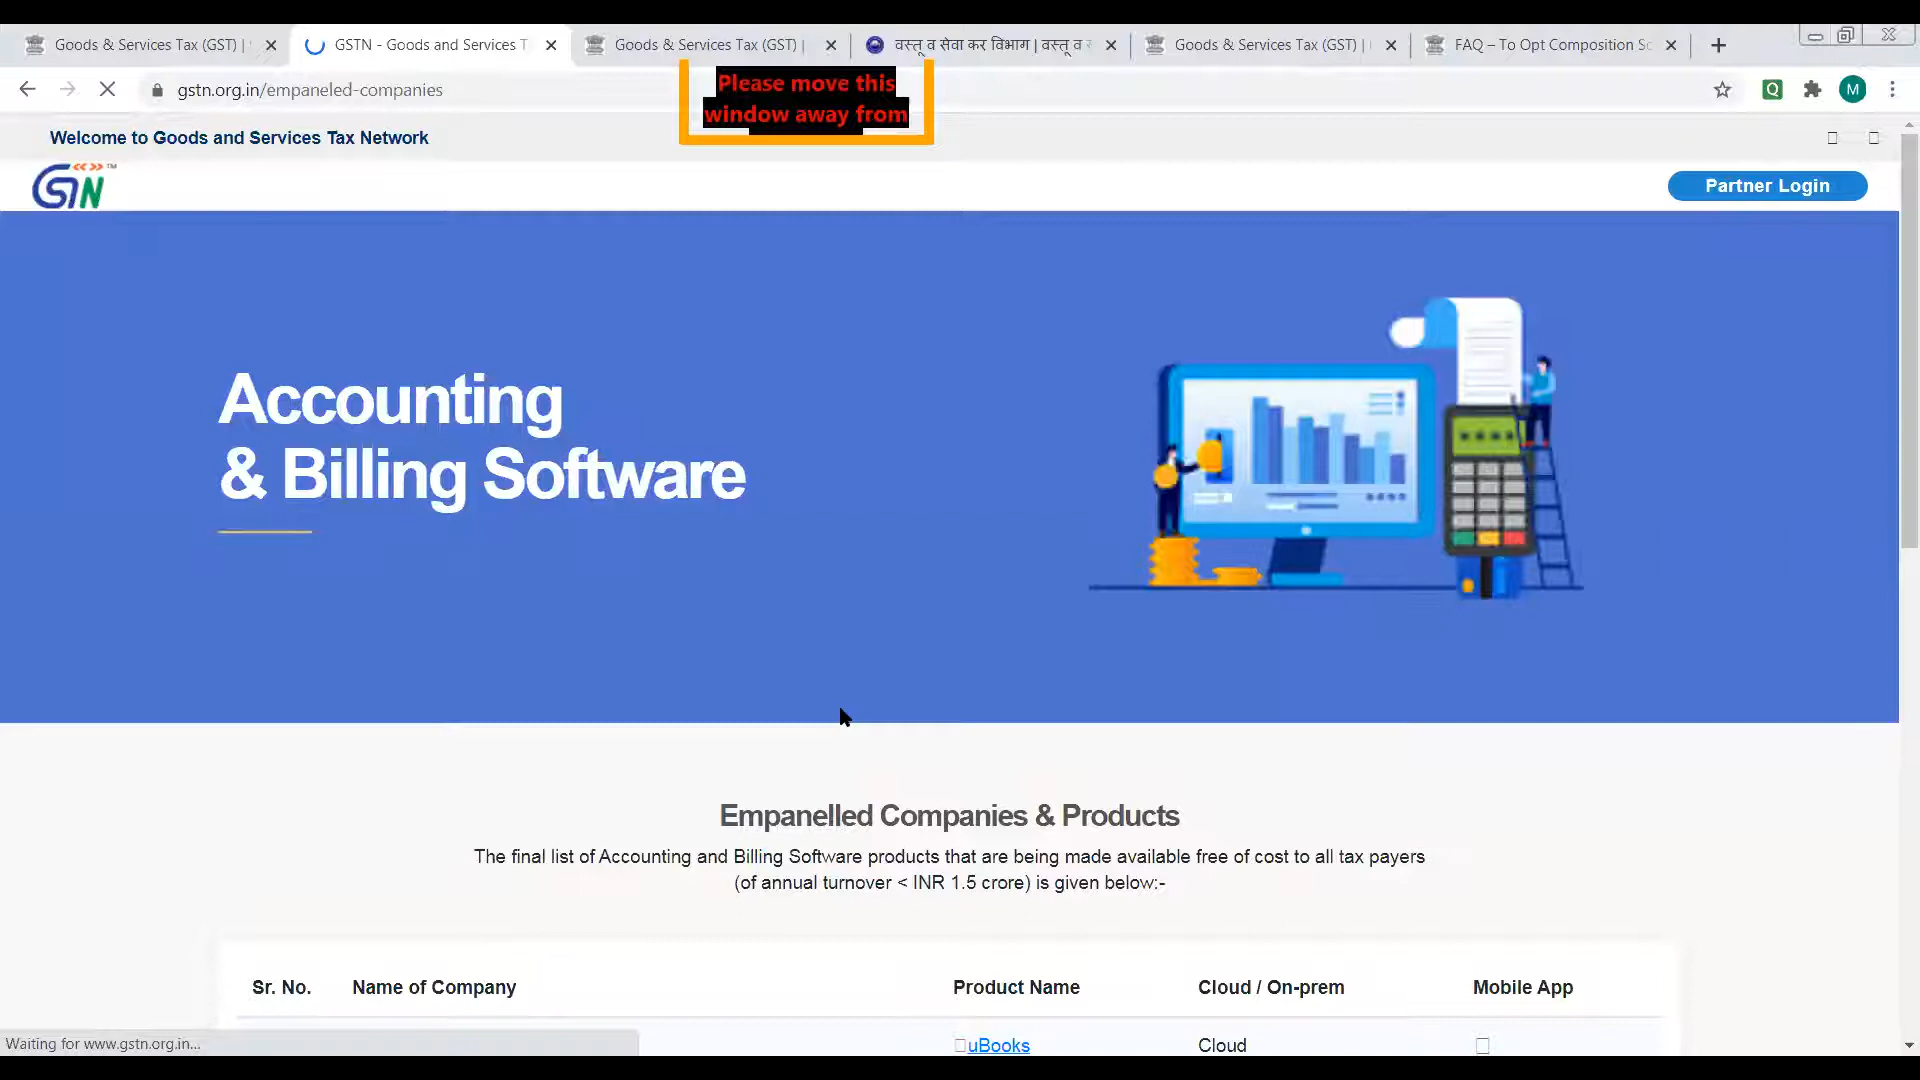 Goods & Services Tax (GST) |
GSTN - Goods and Services T
Goods & Services Tax (GST) |
वस्तू व सेवा कर विभाग | वस्तू व
Goods & Services Tax (GST) |
FAQ – To Opt Composition Sc
gstn.org.in/empaneled-companies
Q
M
Please move this
window away from
Welcome to Goods and Services Tax Network
GSTN™
Partner Login
Accounting
& Billing Software
Empanelled Companies & Products
The final list of Accounting and Billing Software products that are being made available free of cost to all tax payers
(of annual turnover < INR 1.5 crore) is given below:-
Sr. No. Name of Company Product Name Cloud / On-prem Mobile App
uBooks Cloud
Waiting for www.gstn.org.in...